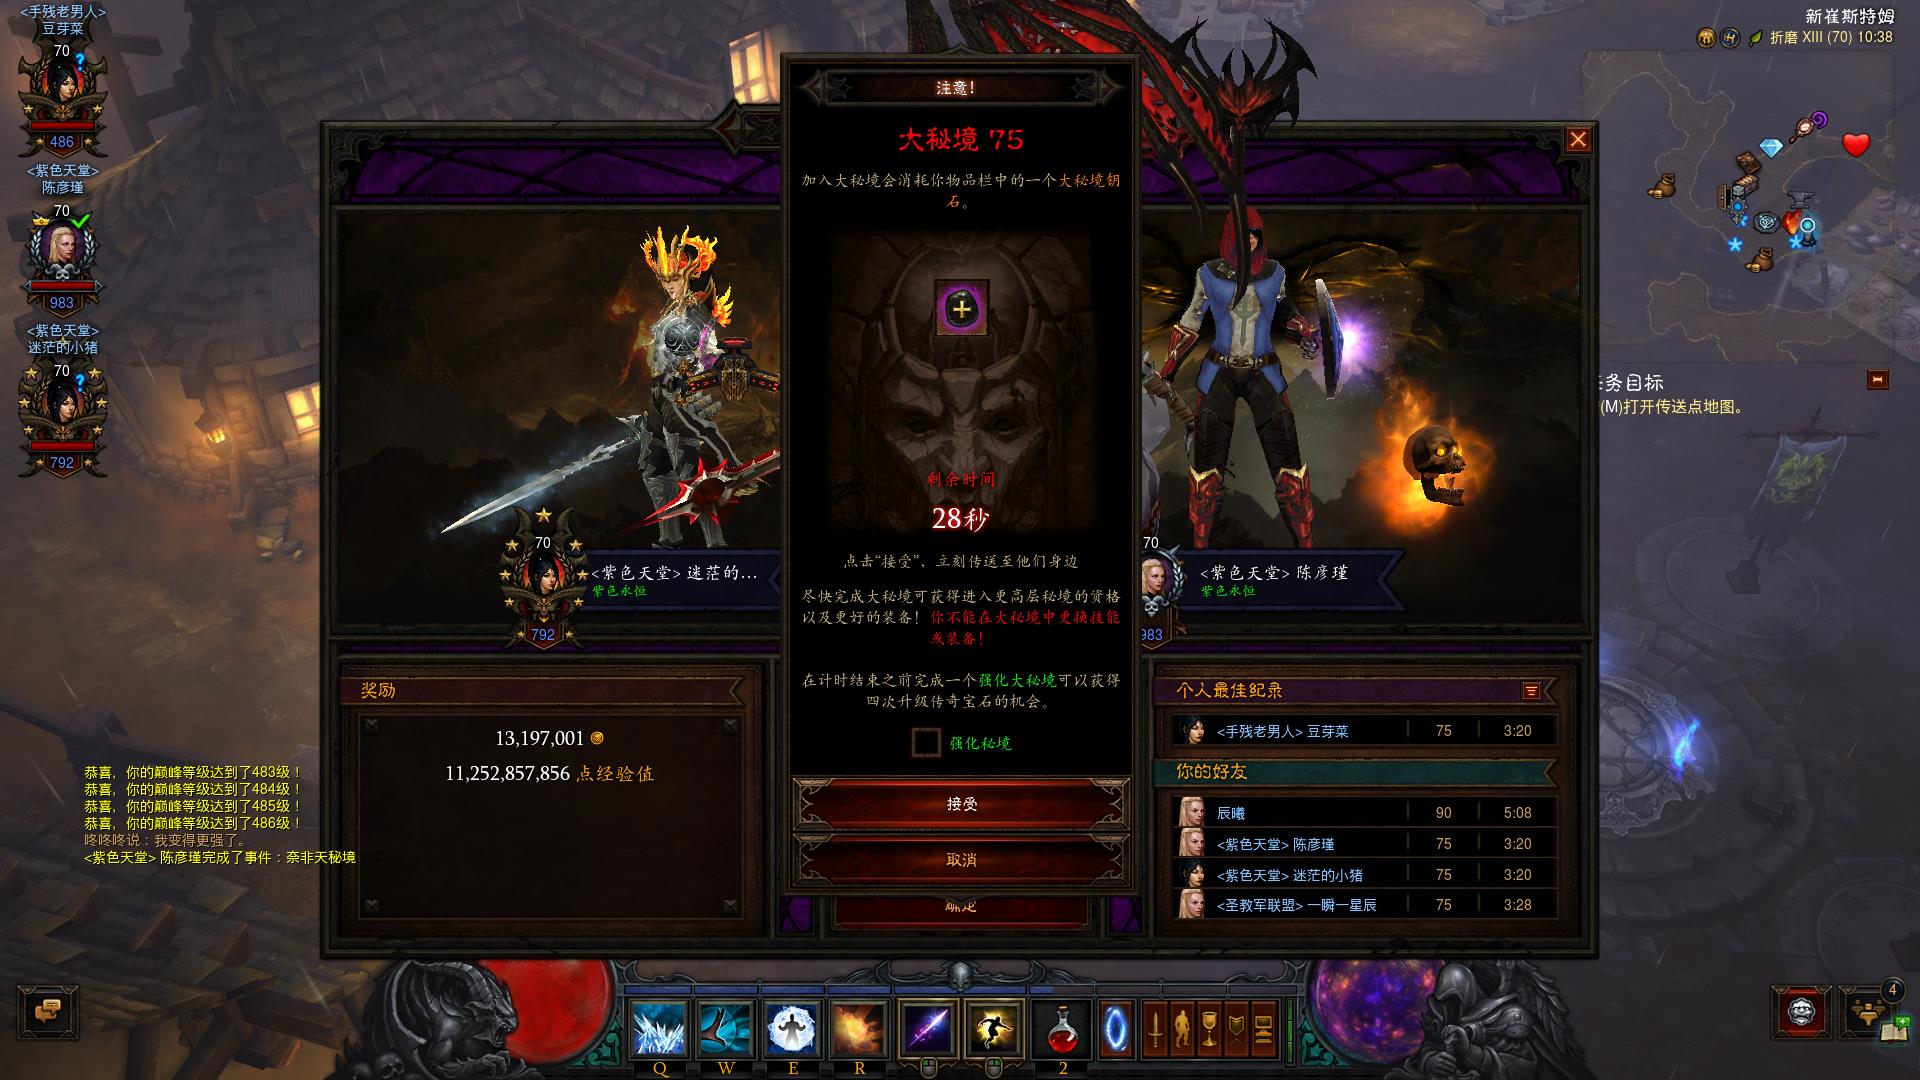 <手残老男人>
豆芽菜
70
486
<紫色天堂>
陈彦瑾
70
983
<紫色天堂>
迷茫的小猪
70
792
新崔斯特姆
折磨 XIII (70) 10:38
务目标
(M)打开传送点地图。
注意！
大秘境 75
加入大秘境会消耗你物品栏中的一个大秘境钥
石。
剩余时间
28秒
点击“接受”，立刻传送至他们身边
尽快完成大秘境可获得进入更高层秘境的资格
以及更好的装备！你不能在大秘境中更换技能
或装备！
在计时结束之前完成一个强化大秘境可以获得
四次升级传奇宝石的机会。
强化秘境
接受
取消
确定
70
<紫色天堂> 迷茫的...
紫色永恒
792
70
<紫色天堂> 陈彦瑾
紫色永恒
983
奖励
13,197,001
11,252,857,856 点经验值
个人最佳纪录
<手残老男人> 豆芽菜 75 3:20
你的好友
辰曦 90 5:08
<紫色天堂> 陈彦瑾 75 3:20
<紫色天堂> 迷茫的小猪 75 3:20
<圣教军联盟> 一瞬一星辰 75 3:28
恭喜，你的巅峰等级达到了483级！
恭喜，你的巅峰等级达到了484级！
恭喜，你的巅峰等级达到了485级！
恭喜，你的巅峰等级达到了486级！
咚咚咚说：我变得更强了。
<紫色天堂> 陈彦瑾完成了事件：奈非天秘境
Q W E R 2
4